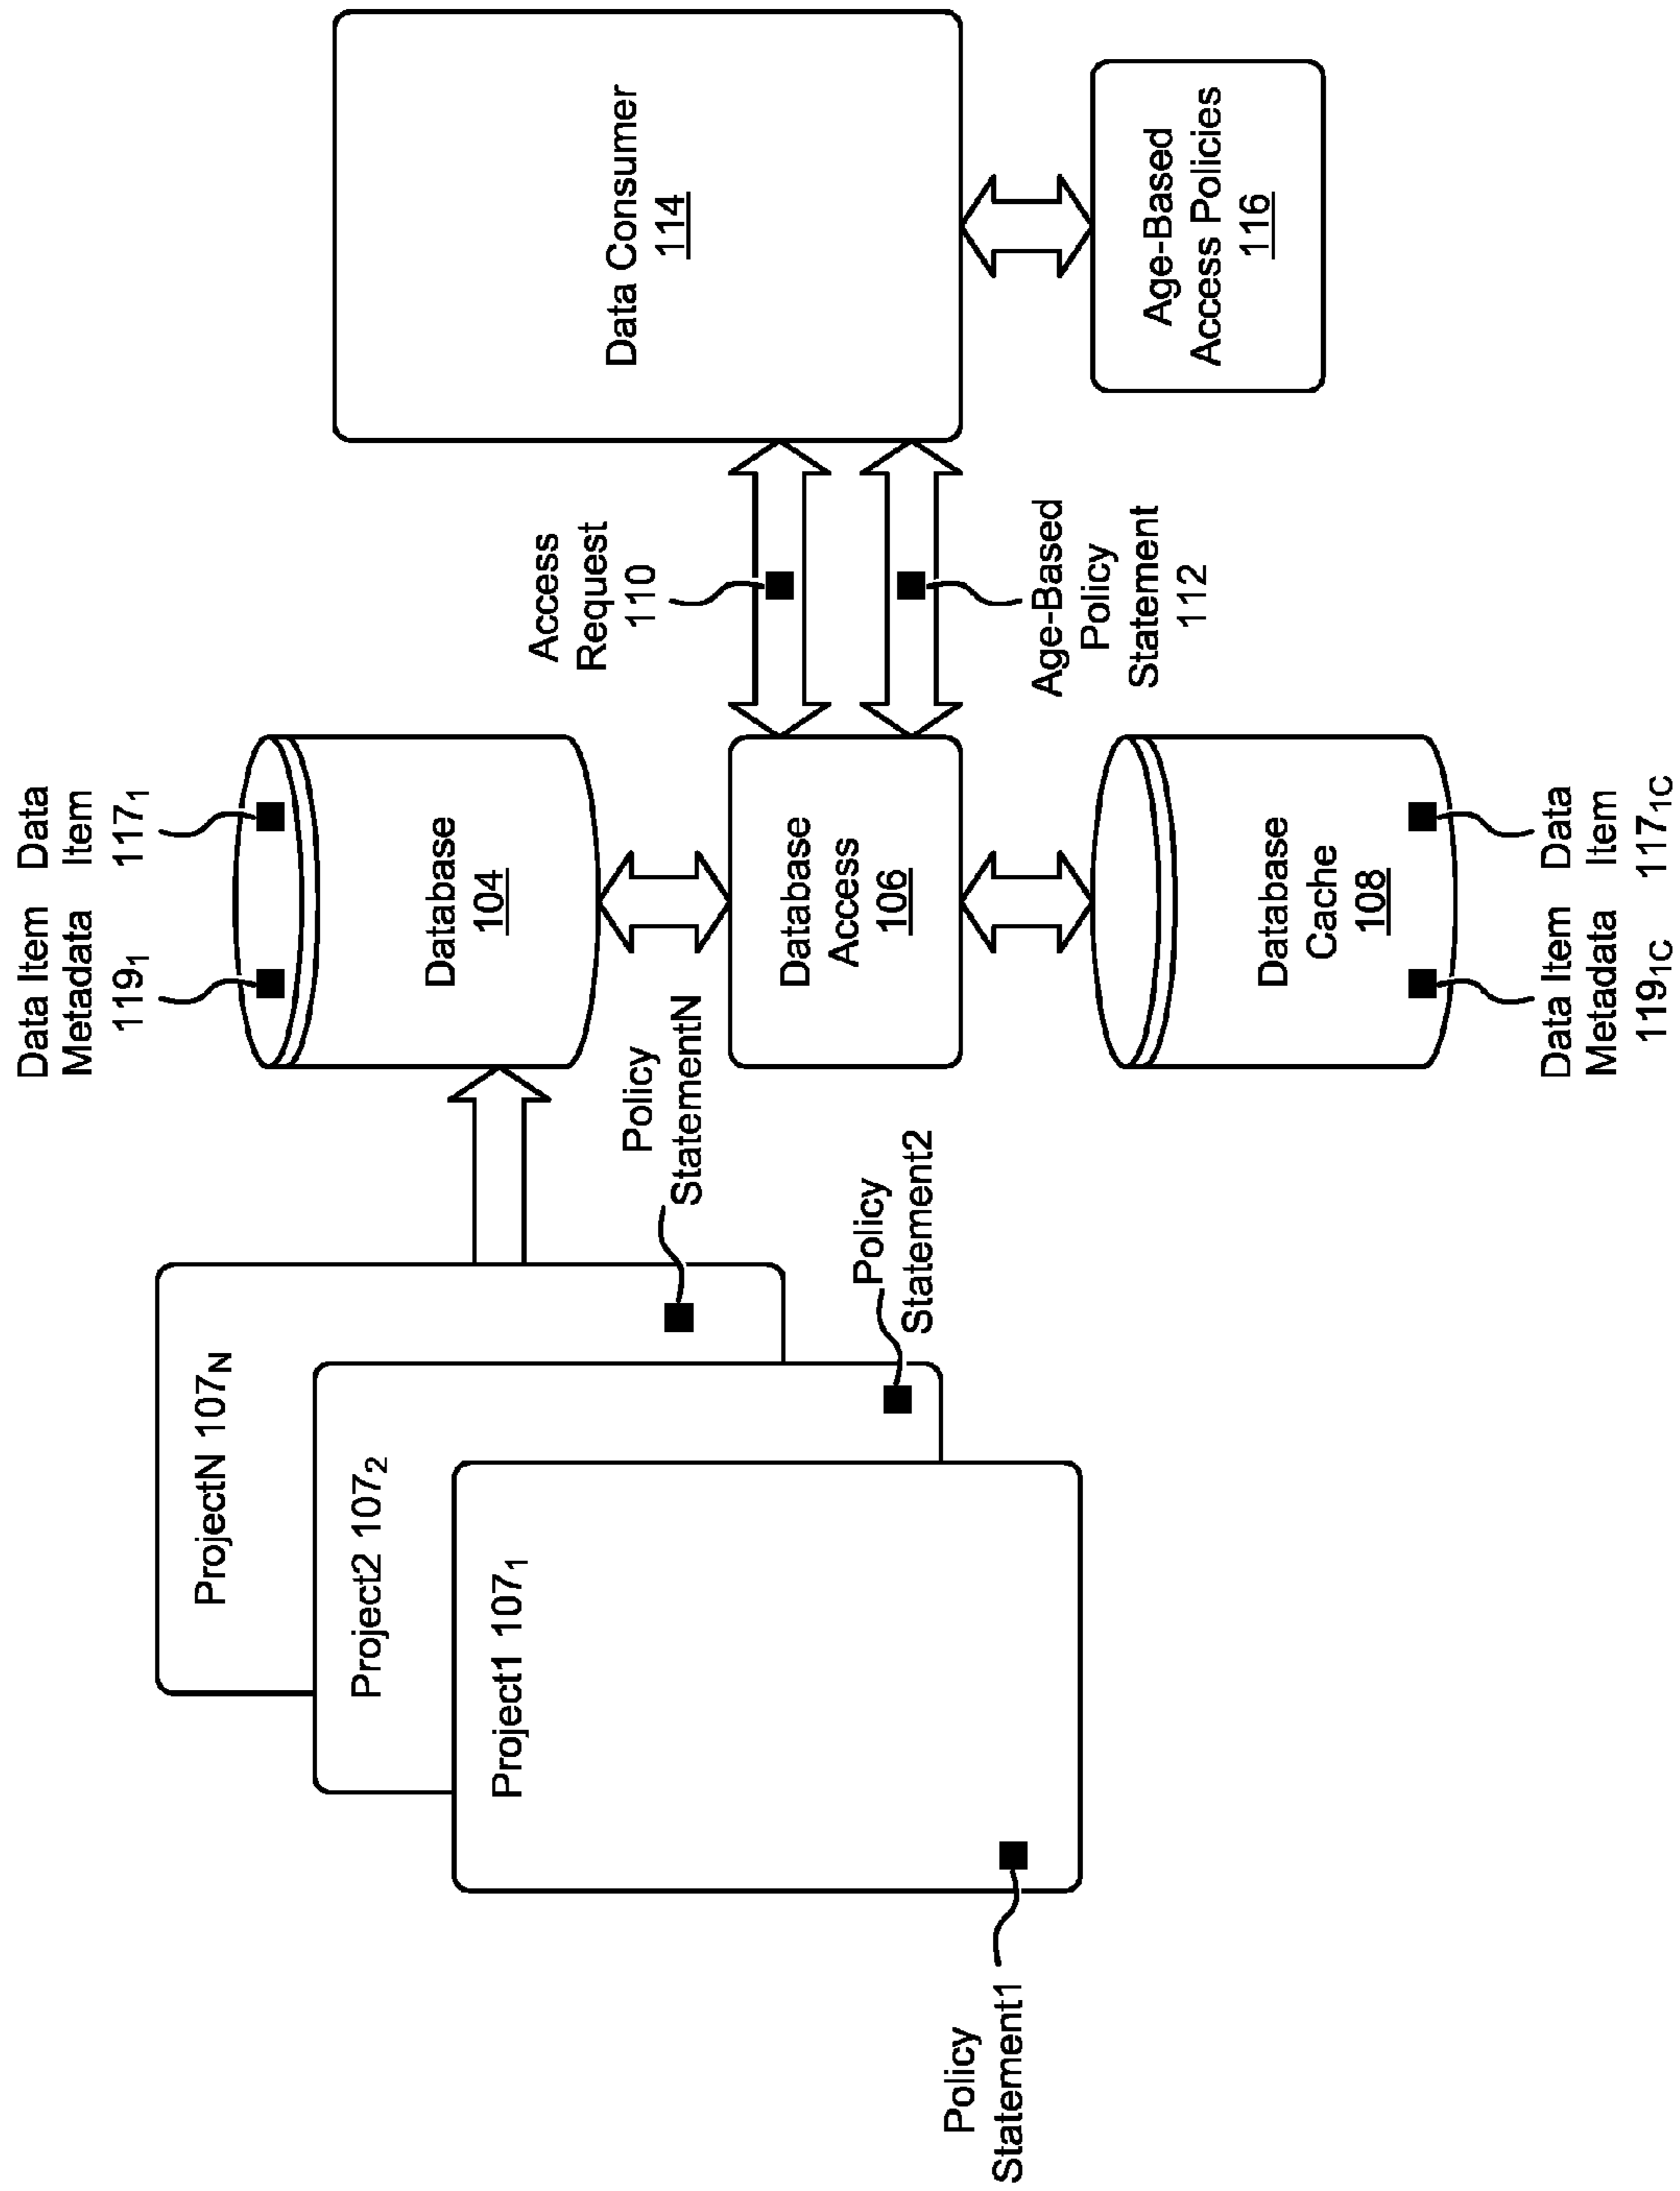 Policy
Statement1
Project1 107₁
Project2 107₂
ProjectN 107N
Policy
Statement2
Policy
StatementN
Data Item
Metadata
119₁
Data
Item
117₁
Database
104
Database
Access
106
Database
Cache
108
Data Item
Metadata
119₁C
Data
Item
117₁C
Access
Request
110
Age-Based
Policy
Statement
112
Data Consumer
114
Age-Based
Access Policies
116